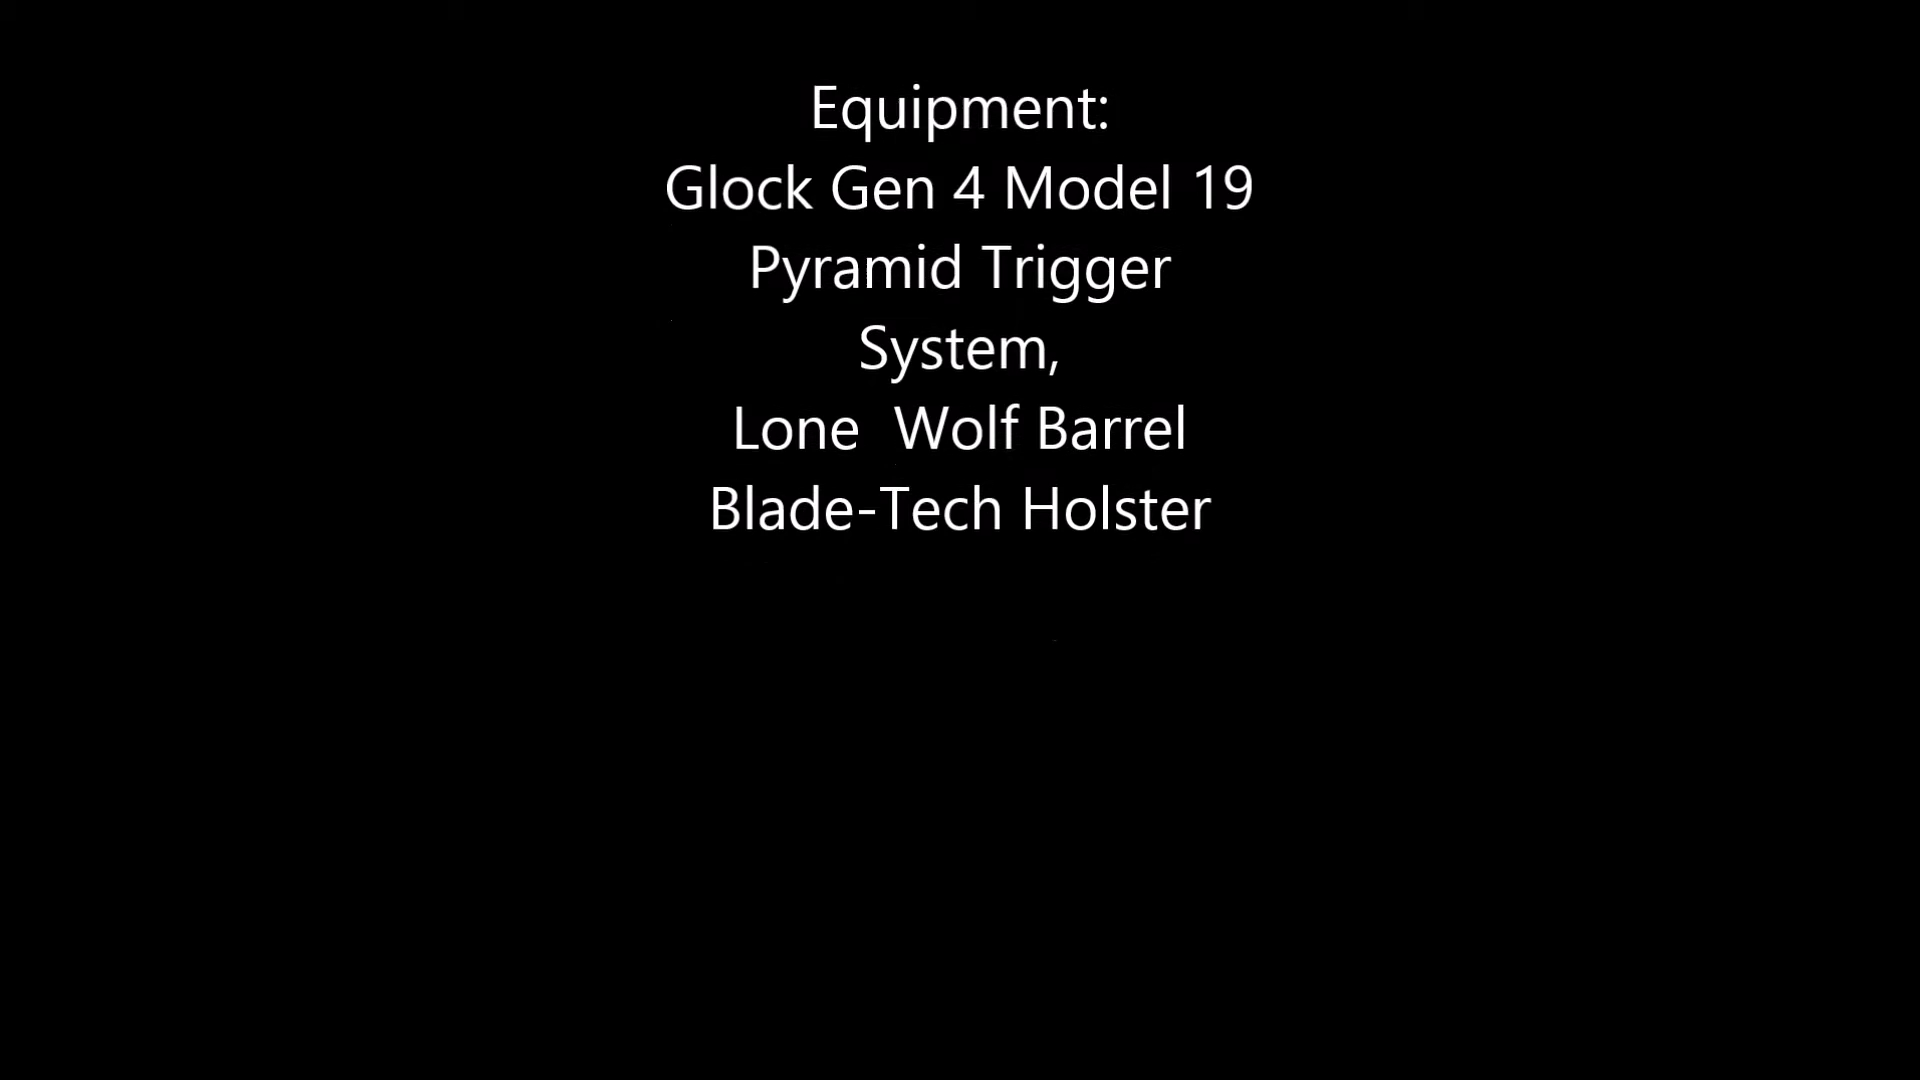 Equipment:
Glock Gen 4 Model 19
Pyramid Trigger
System,
Lone  Wolf Barrel
Blade-Tech Holster